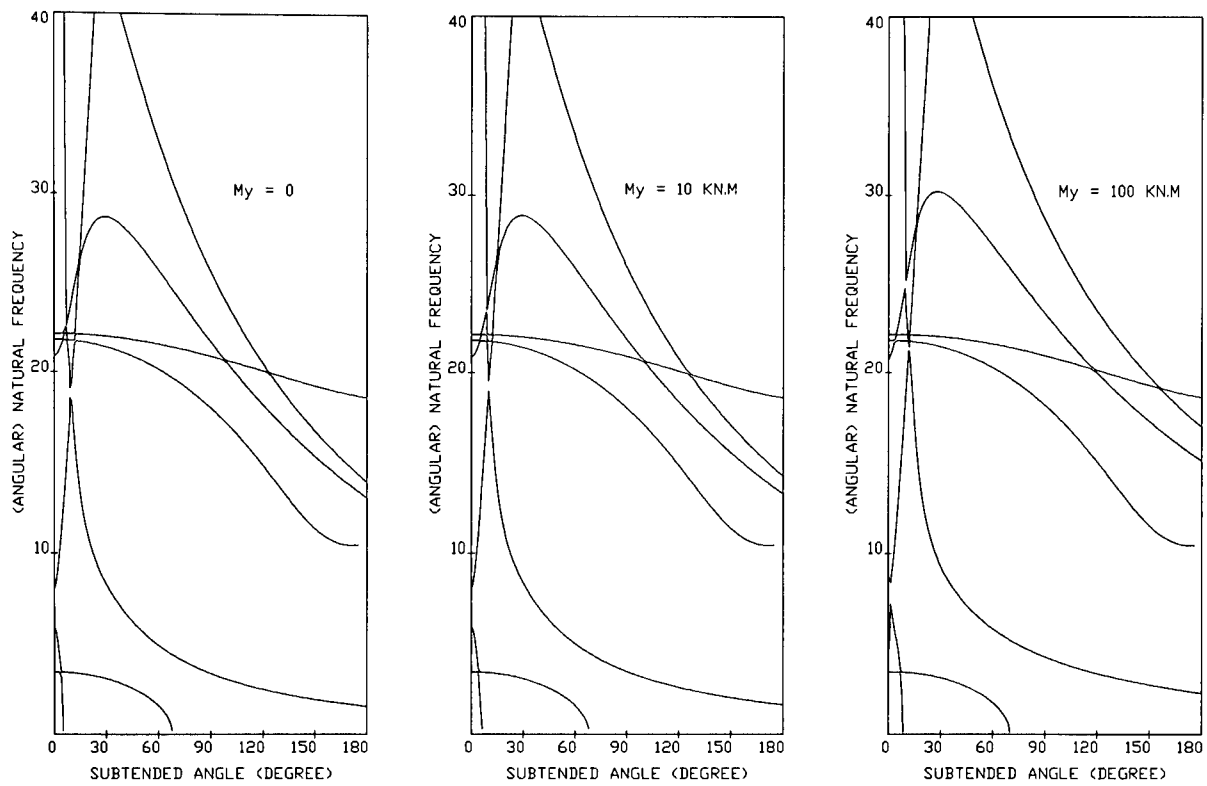 40
30
20
10
(ANGULAR) NATURAL FREQUENCY
My = 0
0 30 60 90 120 150 180
SUBTENDED ANGLE (DEGREE)
40
30
20
10
(ANGULAR) NATURAL FREQUENCY
My = 10 KN.M
0 30 60 90 120 150 180
SUBTENDED ANGLE (DEGREE)
40
30
20
10
(ANGULAR) NATURAL FREQUENCY
My = 100 KN.M
0 30 60 90 120 150 180
SUBTENDED ANGLE (DEGREE)